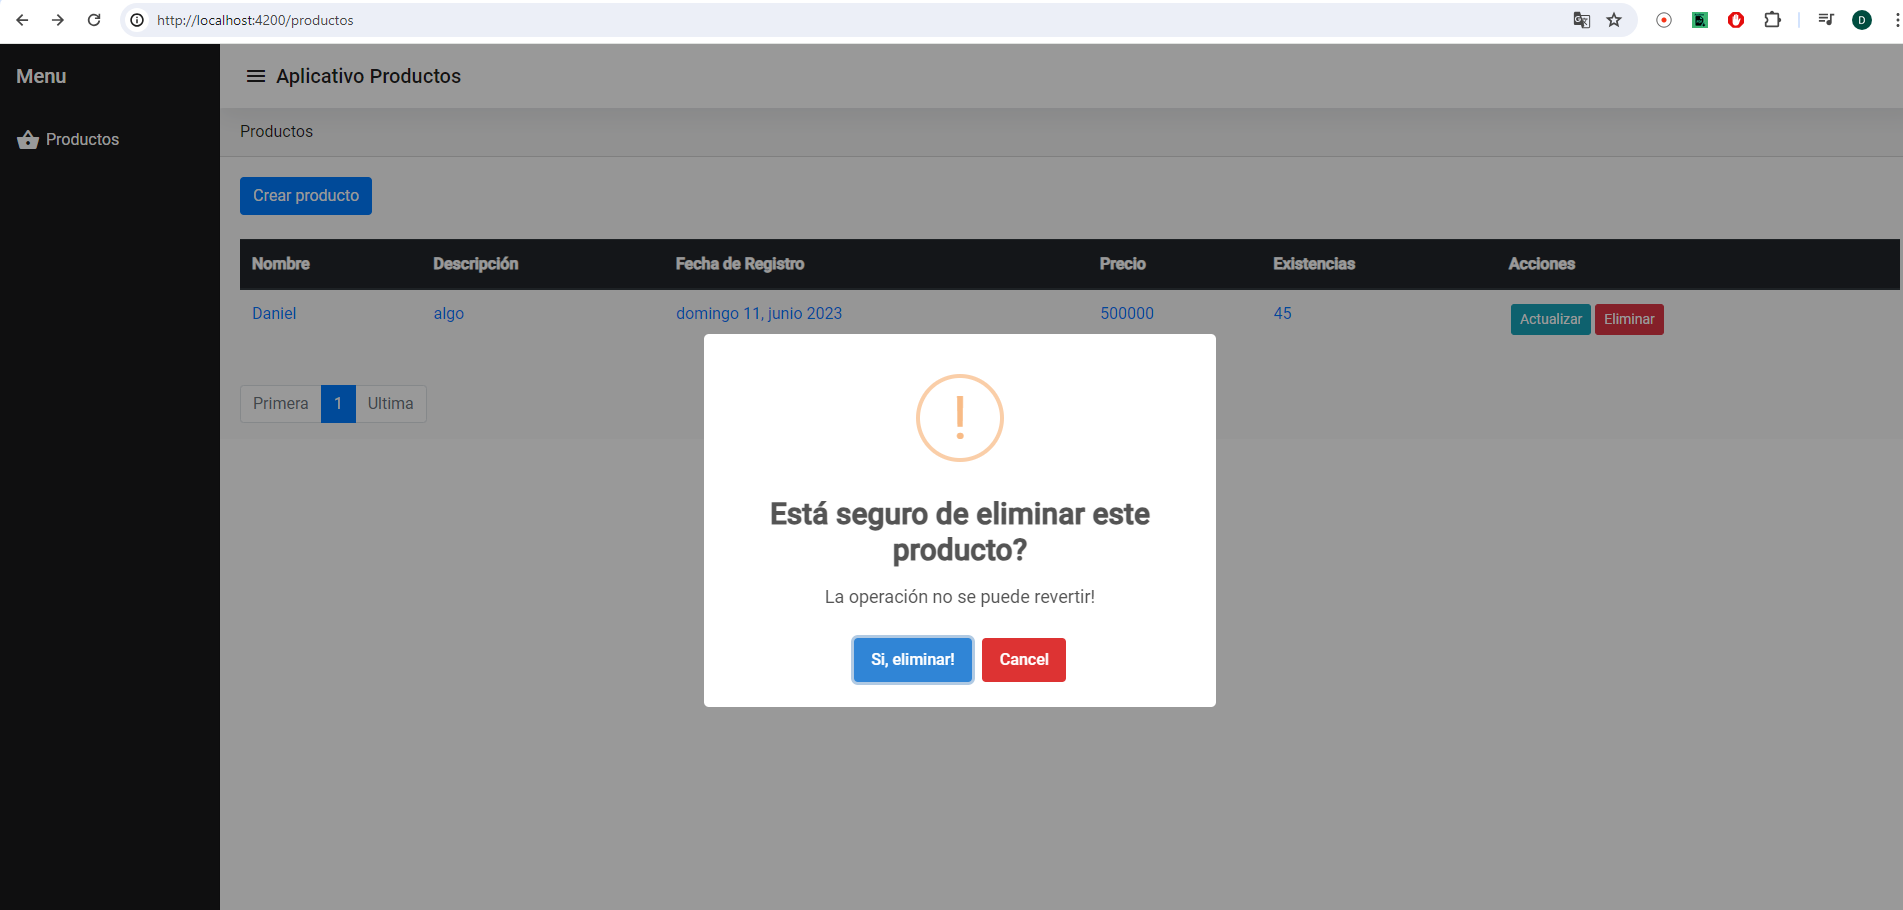 http://localhost:4200/productos
D
Menu
Aplicativo Productos
Productos
Productos
Crear producto
Nombre Descripción Fecha de Registro Precio Existencias Acciones
Daniel algo domingo 11, junio 2023 500000 45 Actualizar Eliminar
Primera 1 Ultima
!
Está seguro de eliminar este
producto?
La operación no se puede revertir!
Si, eliminar! Cancel